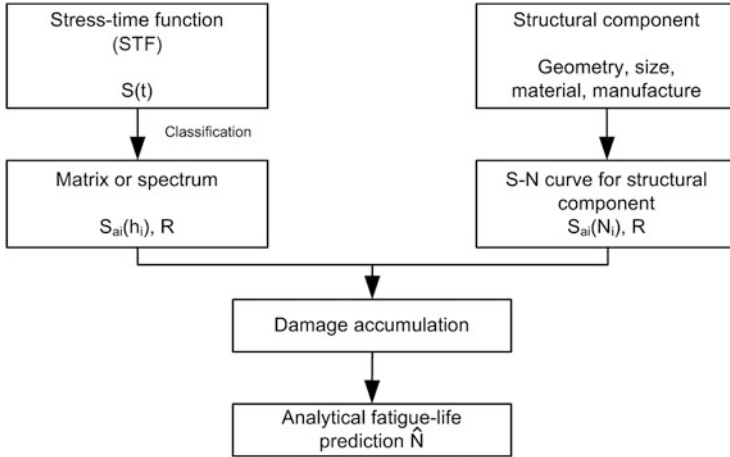 Stress-time function
(STF)
S(t)
Classification
Matrix or spectrum
Sₐᵢ(hᵢ), R
Structural component
Geometry, size,
material, manufacture
S-N curve for structural
component
Sₐᵢ(Nᵢ), R
Damage accumulation
Analytical fatigue-life
prediction N̂